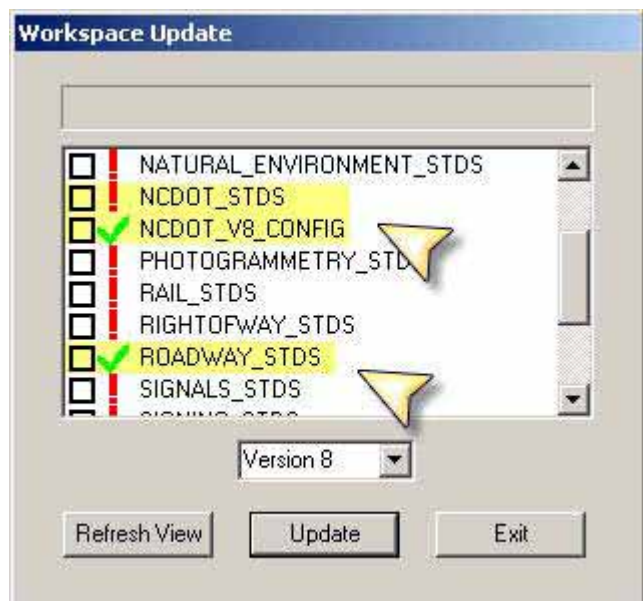 Workspace Update
NATURAL_ENVIRONMENT_STDS
NCDOT_STDS
NCDOT_V8_CONFIG
PHOTOGRAMMETRY_STD
RAIL_STDS
RIGHTOFWAY_STDS
ROADWAY_STDS
SIGNALS_STDS
Version 8
Refresh View Update Exit